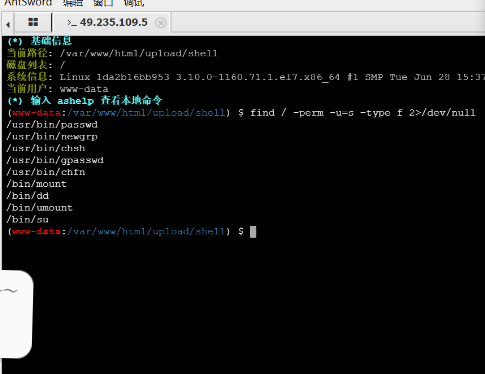 AntSword 编辑 窗口 调试
>_ 49.235.109.5
(*) 基础信息
当前路径: /var/www/html/upload/shell
磁盘列表: /
系统信息: Linux 1da2b16bb953 3.10.0-1160.71.1.el7.x86_64 #1 SMP Tue Jun 28 15:37
当前用户: www-data
(*) 输入 ashelp 查看本地命令
(www-data:/var/www/html/upload/shell) $ find / -perm -u=s -type f 2>/dev/null
/usr/bin/passwd
/usr/bin/newgrp
/usr/bin/chsh
/usr/bin/gpasswd
/usr/bin/chfn
/bin/mount
/bin/dd
/bin/umount
/bin/su
(www-data:/var/www/html/upload/shell) $